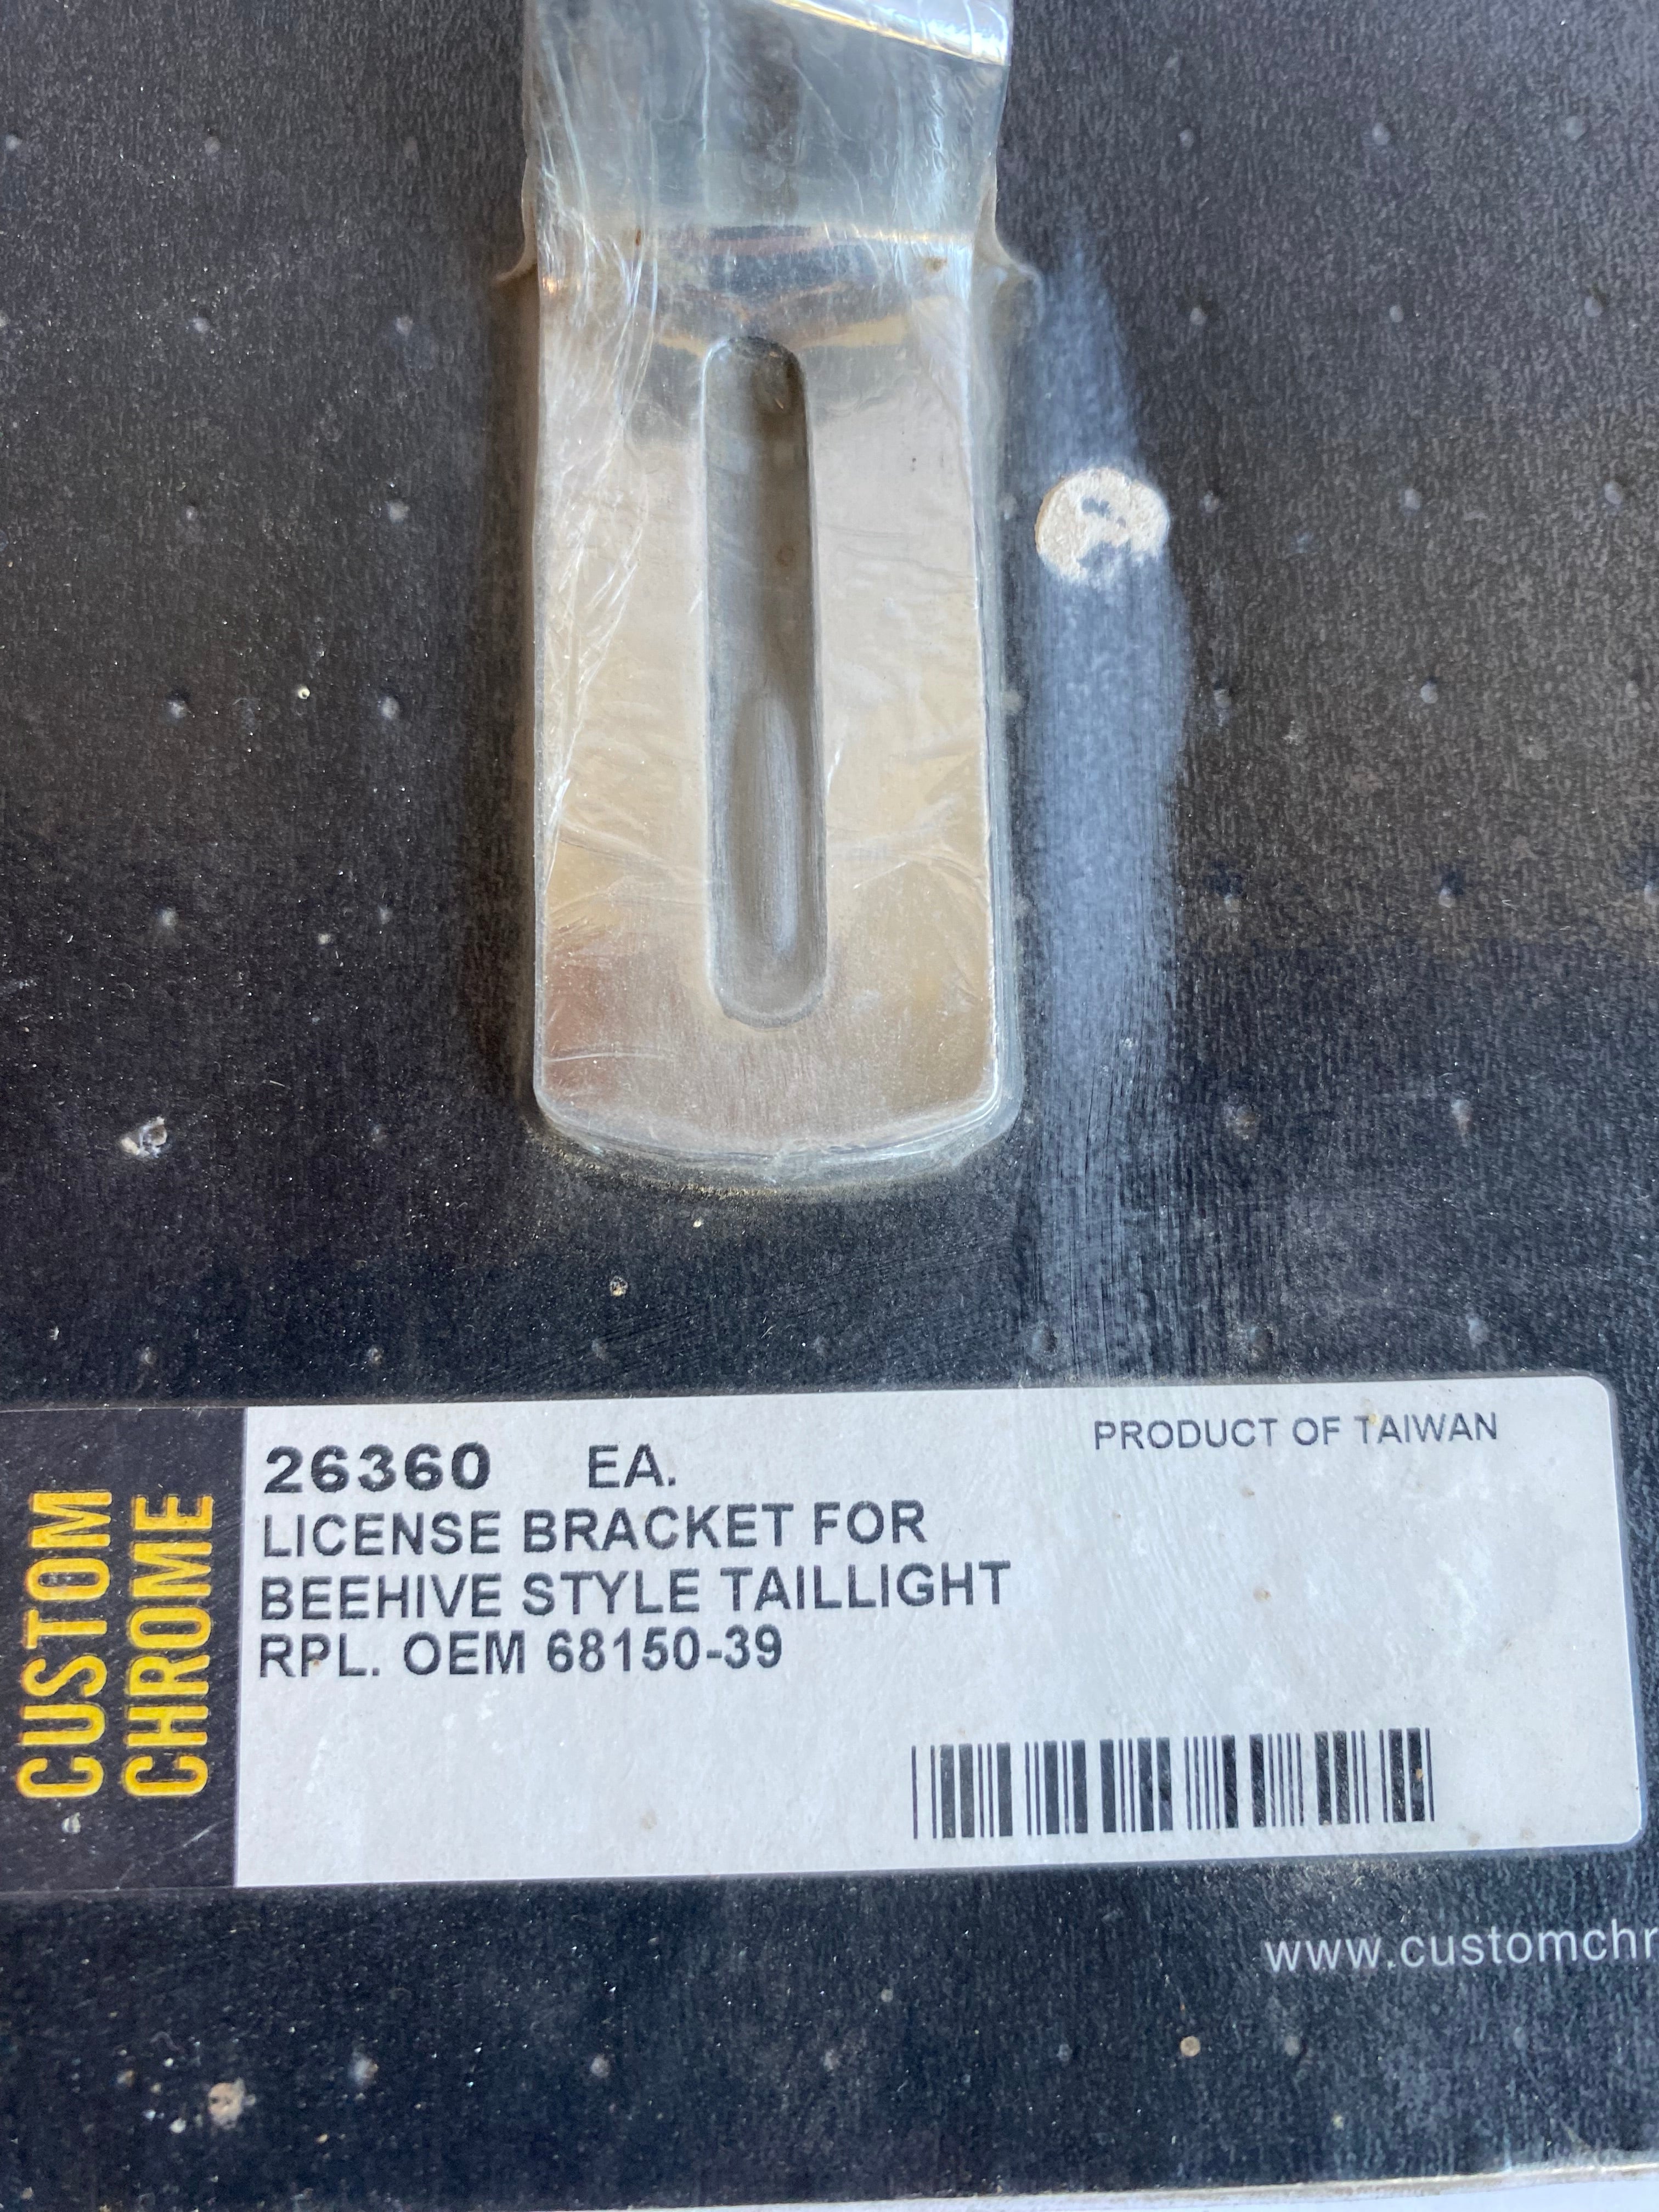 CUSTOM
CHROME
26360 EA.
PRODUCT OF TAIWAN
LICENSE BRACKET FOR
BEEHIVE STYLE TAILLIGHT
RPL. OEM 68150-39
www.customchr